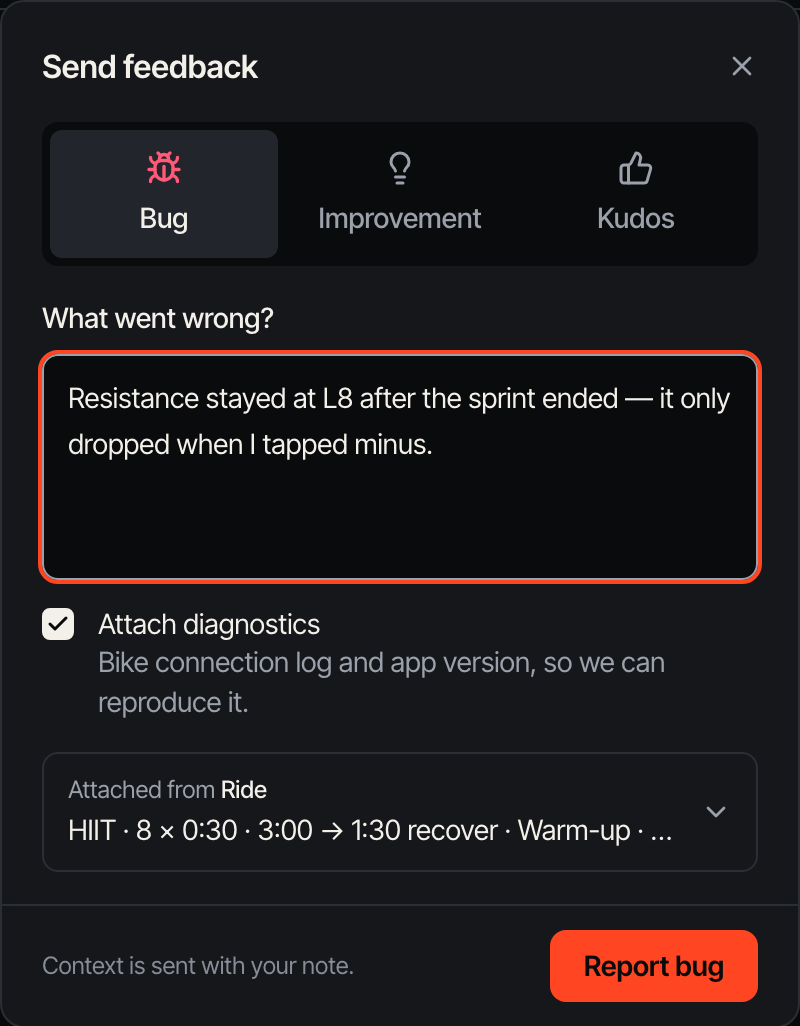 Send feedback
Bug
Improvement
Kudos
What went wrong?
Resistance stayed at L8 after the sprint ended — it only
dropped when I tapped minus.
Attach diagnostics
Bike connection log and app version, so we can
reproduce it.
Attached from Ride
HIIT · 8 × 0:30 · 3:00 → 1:30 recover · Warm-up · …
Context is sent with your note.
Report bug